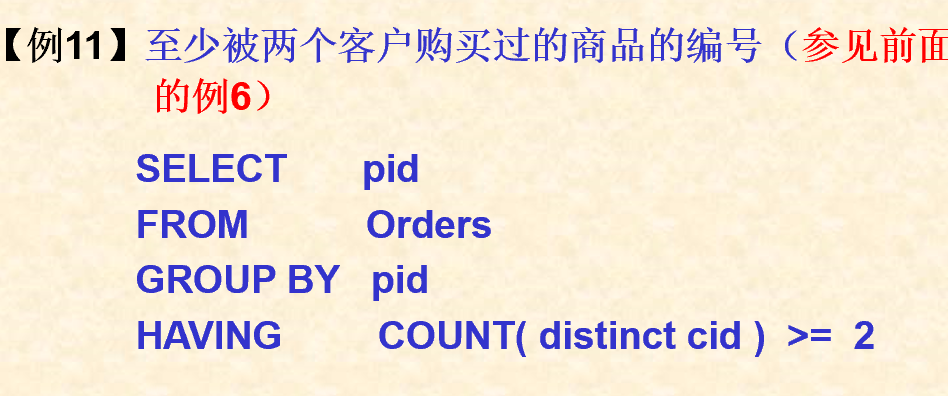 【例11】至少被两个客户购买过的商品的编号（参见前面
的例6）
SELECT pid
FROM Orders
GROUP BY pid
HAVING COUNT( distinct cid ) >= 2